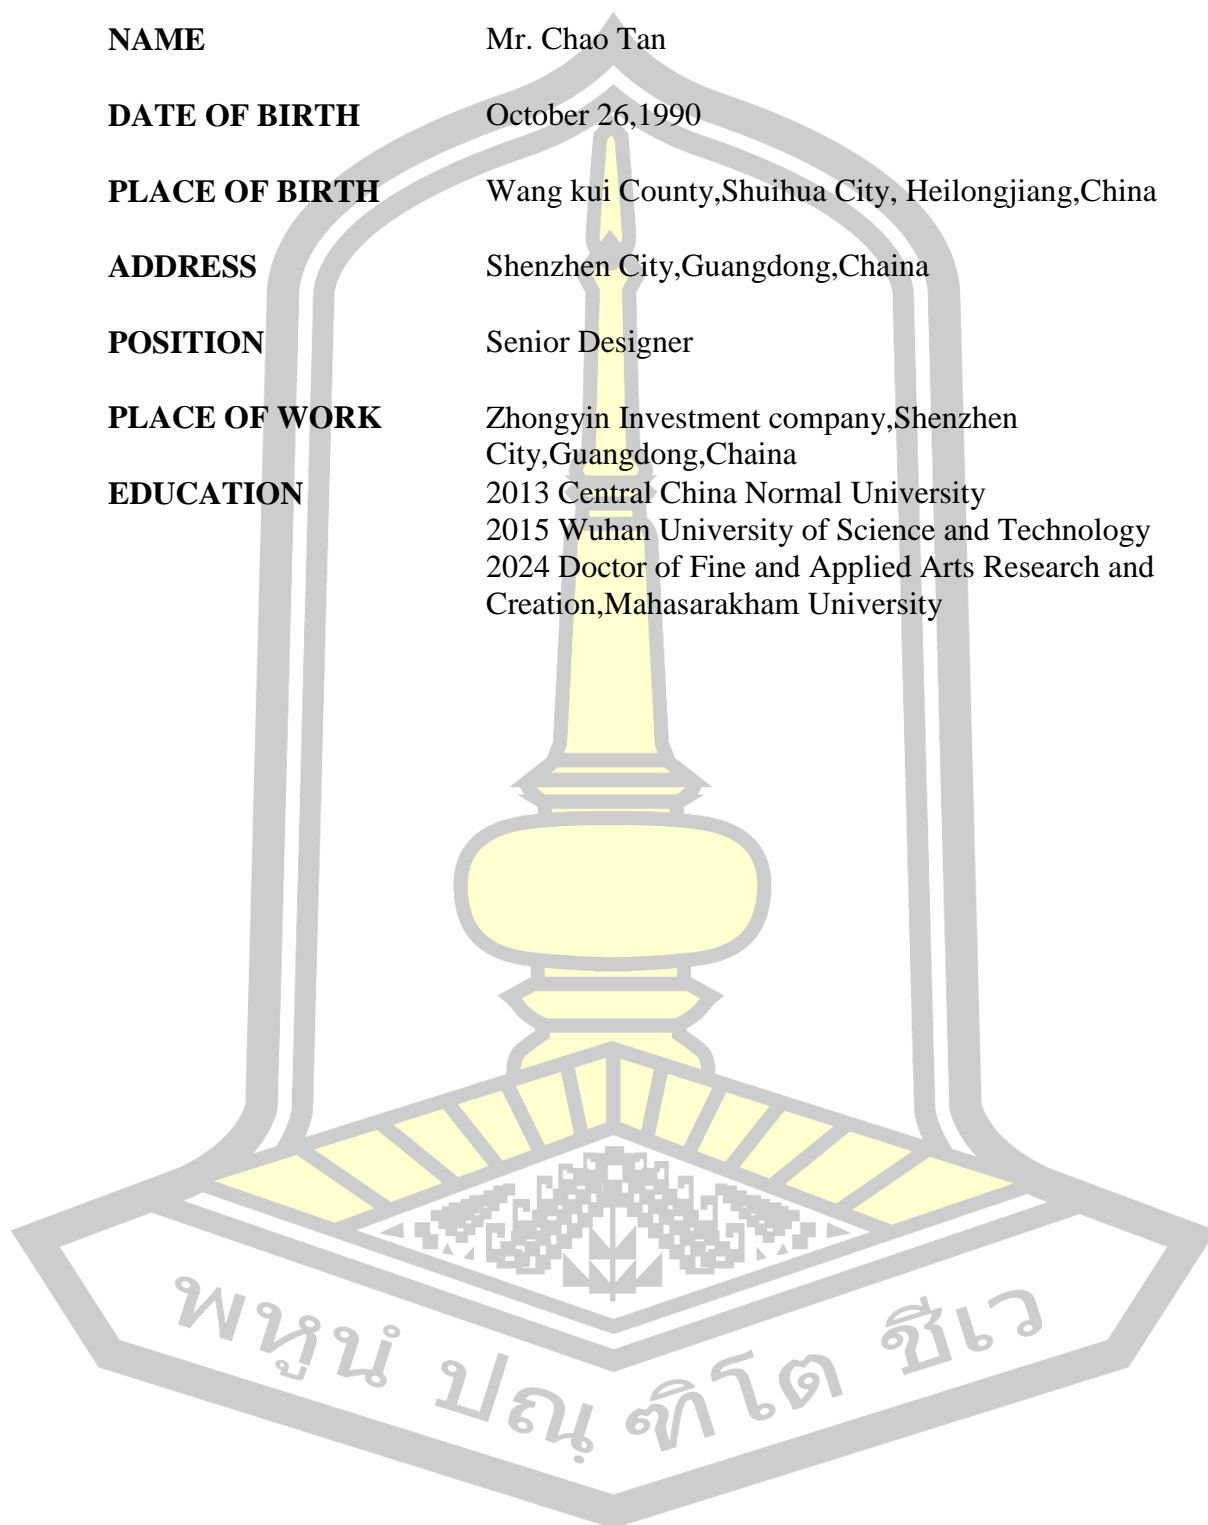 NAME Mr. Chao Tan
DATE OF BIRTH October 26,1990
PLACE OF BIRTH Wang kui County,Shuihua City, Heilongjiang,China
ADDRESS Shenzhen City,Guangdong,Chaina
POSITION Senior Designer
PLACE OF WORK Zhongyin Investment company,Shenzhen
City,Guangdong,Chaina
EDUCATION 2013 Central China Normal University
2015 Wuhan University of Science and Technology
2024 Doctor of Fine and Applied Arts Research and
Creation,Mahasarakham University
พหูนํ ปณฺ ฑิโต ชีเว